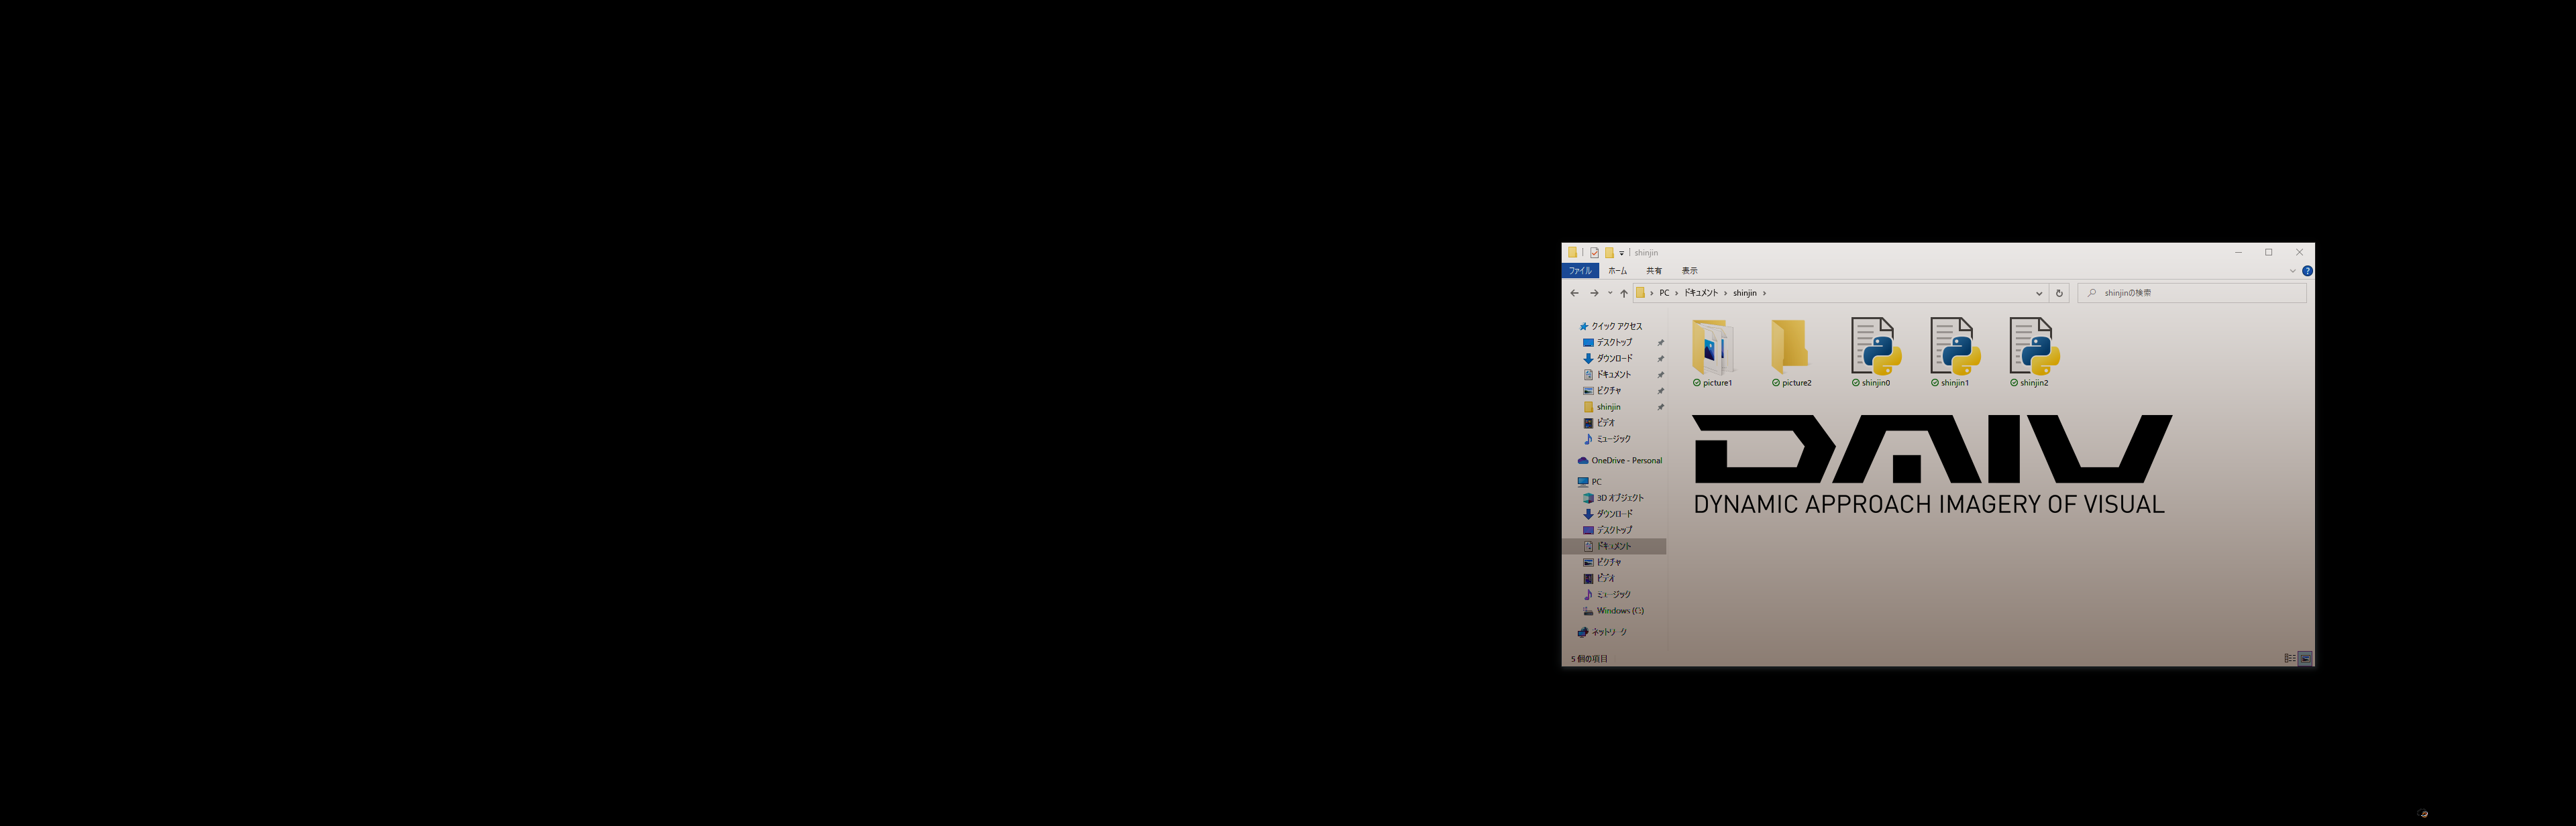 shinjin
ファイル ホーム 共有 表示
PC › ドキュメント › shinjin ›
shinjinの検索
クイック アクセス
デスクトップ
ダウンロード
ドキュメント
ピクチャ
shinjin
ビデオ
ミュージック
OneDrive - Personal
PC
3D オブジェクト
ダウンロード
デスクトップ
ドキュメント
ピクチャ
ビデオ
ミュージック
Windows (C:)
ネットワーク
picture1 picture2 shinjin0 shinjin1 shinjin2
DAIV
DYNAMIC APPROACH IMAGERY OF VISUAL
5 個の項目